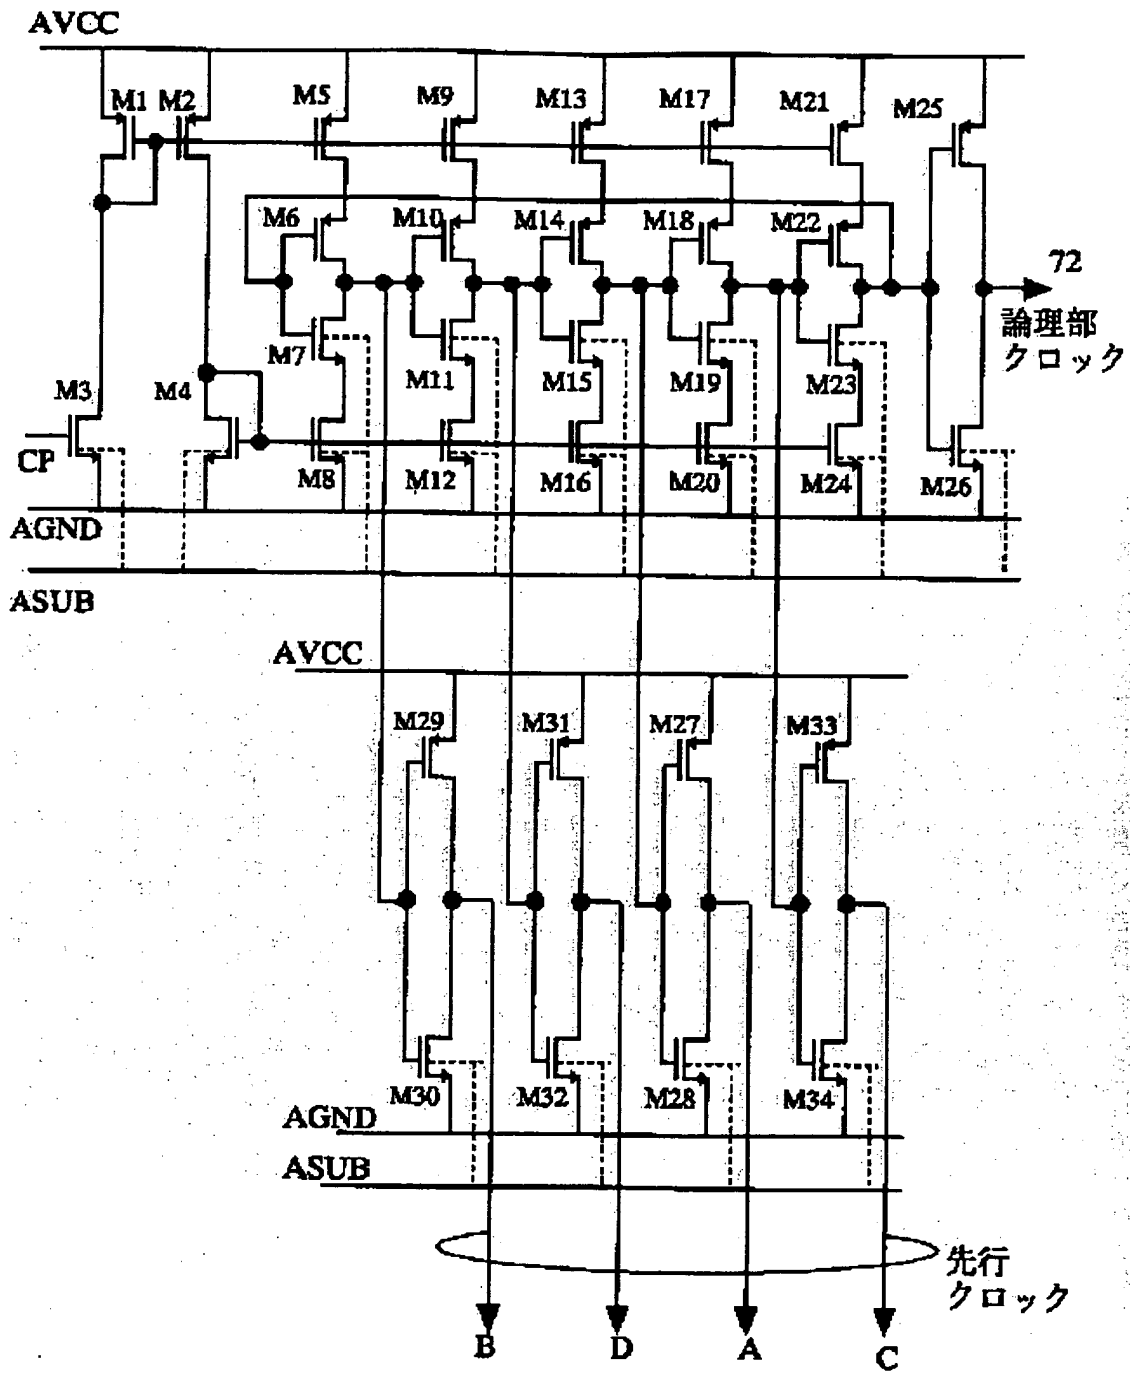 AVCC
M1 M2 M5 M9 M13 M17 M21 M25
M6 M10 M14 M18 M22
72
論理部
クロック
M7 M11 M15 M19 M23
M3 M4
CP
M8 M12 M16 M20 M24 M26
AGND
ASUB
AVCC
M29 M31 M27 M33
M30 M32 M28 M34
AGND
ASUB
先行
クロック
B D A C